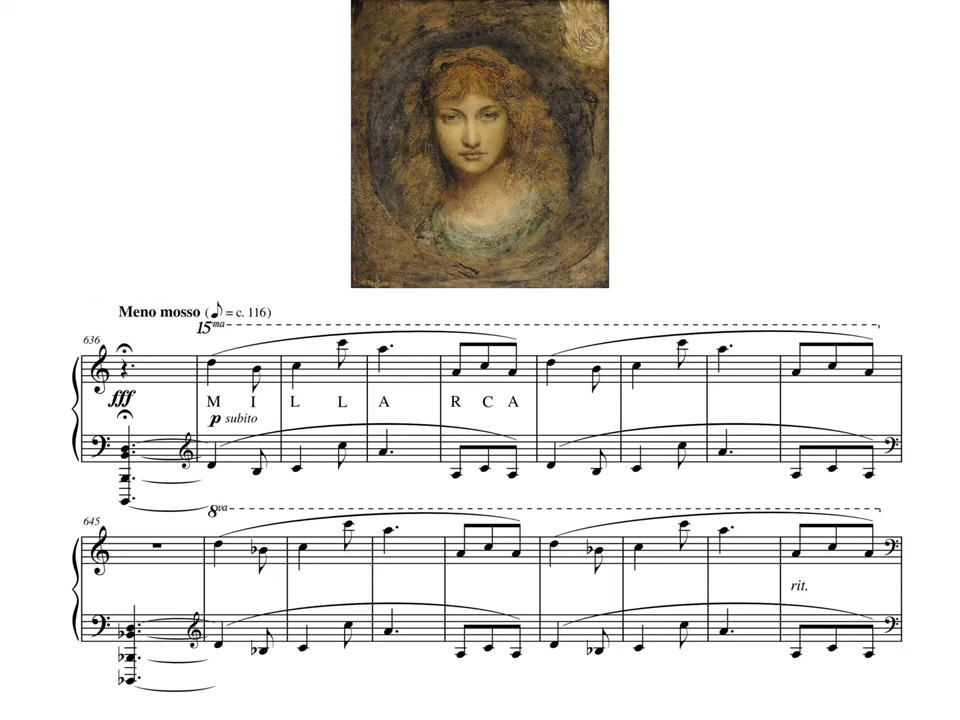 Meno mosso (♪ = c. 116)
15ma
636
fff
M I L L A R C A
p subito
8va
645
rit.